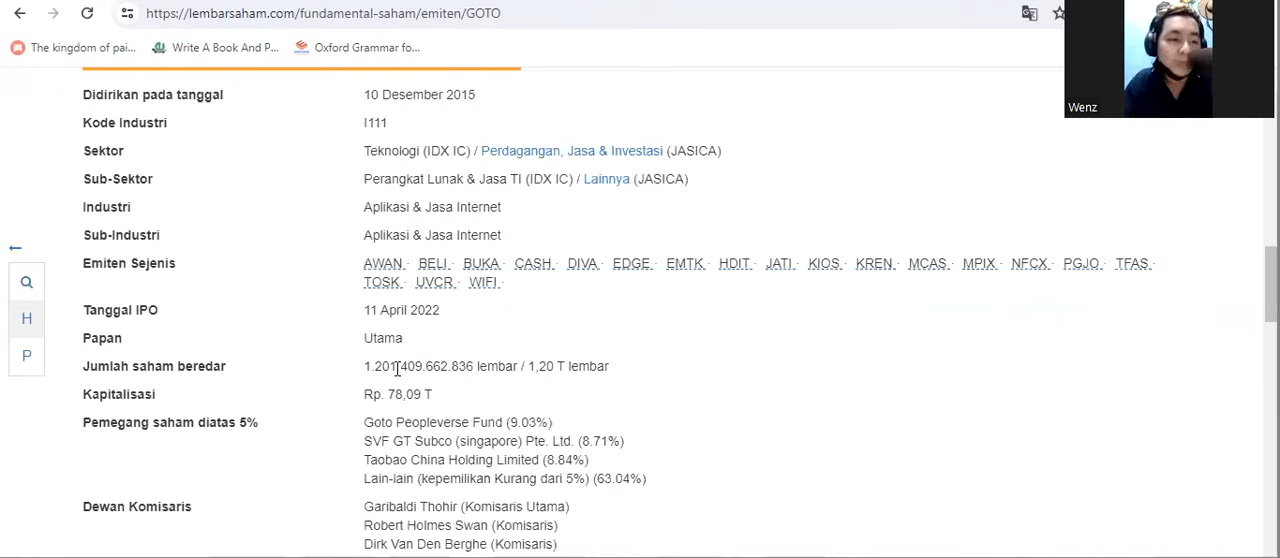 https://lembarsaham.com/fundamental-saham/emiten/GOTO
The kingdom of pai... Write A Book And P... Oxford Grammar fo...
Wenz
Didirikan pada tanggal 10 Desember 2015
Kode Industri I111
Sektor Teknologi (IDX IC) / Perdagangan, Jasa & Investasi (JASICA)
Sub-Sektor Perangkat Lunak & Jasa TI (IDX IC) / Lainnya (JASICA)
Industri Aplikasi & Jasa Internet
Sub-Industri Aplikasi & Jasa Internet
Emiten Sejenis AWAN · BELI · BUKA · CASH · DIVA · EDGE · EMTK · HDIT · JATI · KIOS · KREN · MCAS · MPIX · NFCX · PGJO · TFAS ·
TOSK · UVCR · WIFI ·
H
P
Tanggal IPO 11 April 2022
Papan Utama
Jumlah saham beredar 1.201.409.662.836 lembar / 1,20 T lembar
Kapitalisasi Rp. 78,09 T
Pemegang saham diatas 5% Goto Peopleverse Fund (9.03%)
SVF GT Subco (singapore) Pte. Ltd. (8.71%)
Taobao China Holding Limited (8.84%)
Lain-lain (kepemilikan Kurang dari 5%) (63.04%)
Dewan Komisaris Garibaldi Thohir (Komisaris Utama)
Robert Holmes Swan (Komisaris)
Dirk Van Den Berghe (Komisaris)